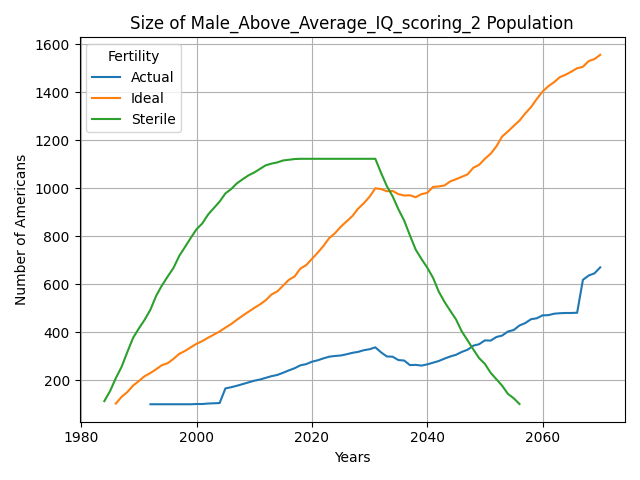 Size of Male_Above_Average_IQ_scoring_2 Population
Fertility
Actual
Ideal
Sterile
Number of Americans
1600
1400
1200
1000
800
600
400
200
1980
2000
2020
2040
2060
Years